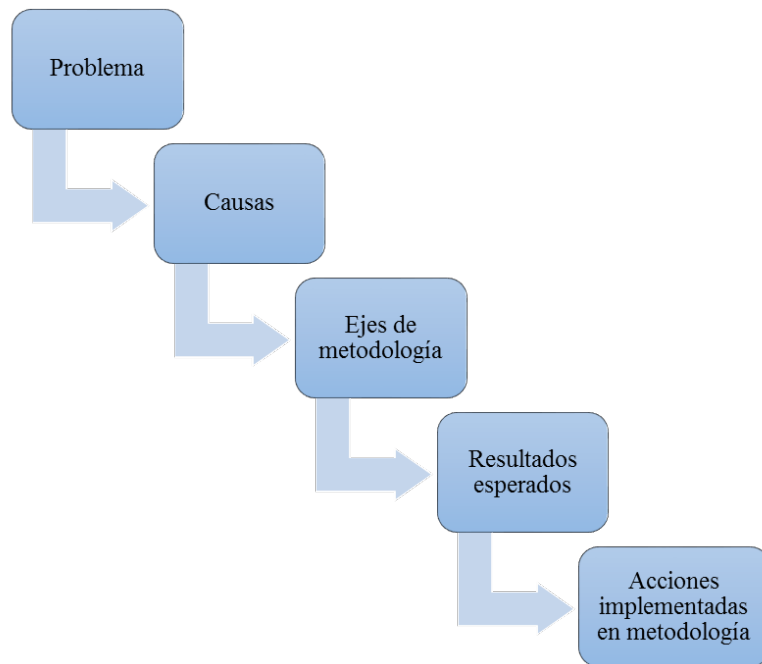 Problema
Causas
Ejes de
metodología
Resultados
esperados
Acciones
implementadas
en metodología